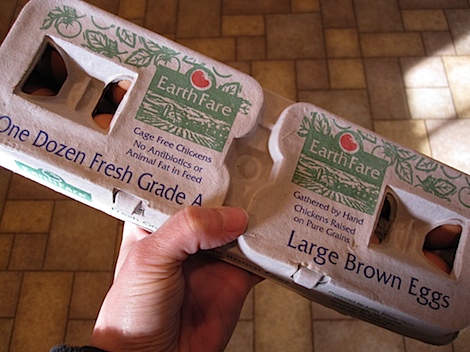 EarthFare
Cage Free Chickens
No Antibiotics or
Animal Fat in Feed
One Dozen Fresh Grade A
EarthFare
EarthFare
Gathered by Hand
Chickens Raised
on Pure Grains
Large Brown Eggs